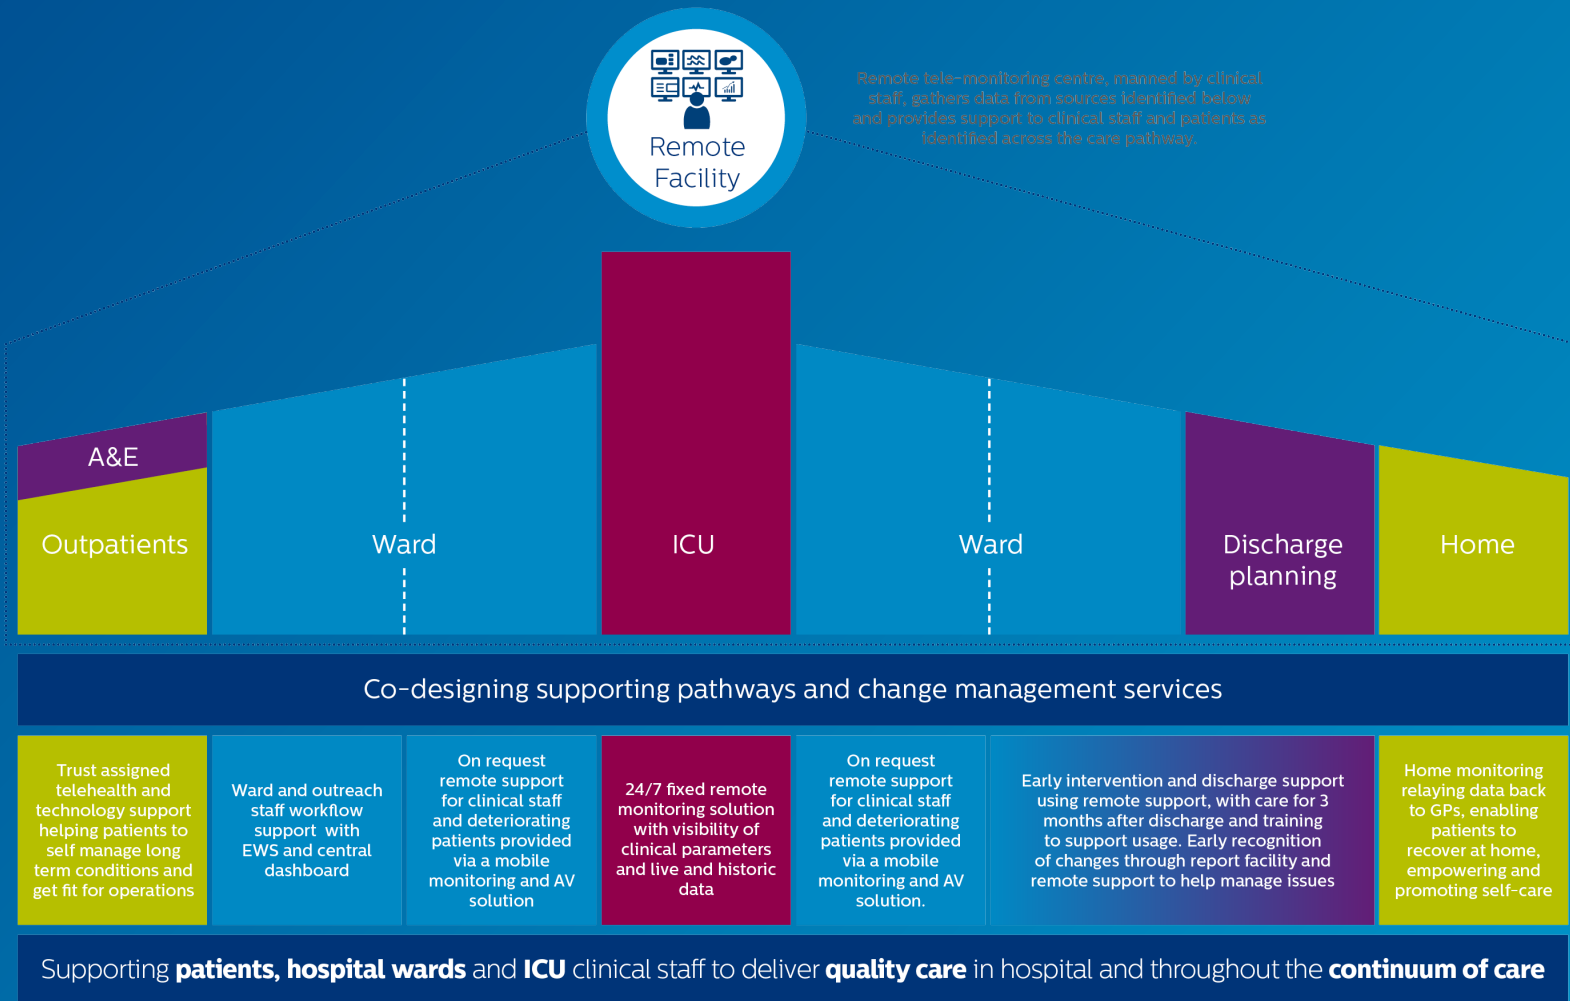 Remote
Facility
Remote tele-monitoring centre, manned by clinical
staff, gathers data from sources identified below
and provides support to clinical staff and patients as
identified across the care pathway.
A&E
Outpatients
Ward
ICU
Ward
Discharge
planning
Home
Co-designing supporting pathways and change management services
Trust assigned
telehealth and
technology support
helping patients to
self manage long
term conditions and
get fit for operations
Ward and outreach
staff workflow
support with
EWS and central
dashboard
On request
remote support
for clinical staff
and deteriorating
patients provided
via a mobile
monitoring and AV
solution
24/7 fixed remote
monitoring solution
with visibility of
clinical parameters
and live and historic
data
On request
remote support
for clinical staff
and deteriorating
patients provided
via a mobile
monitoring and AV
solution.
Early intervention and discharge support
using remote support, with care for 3
months after discharge and training
to support usage. Early recognition
of changes through report facility and
remote support to help manage issues
Home monitoring
relaying data back
to GPs, enabling
patients to
recover at home,
empowering and
promoting self-care
Supporting patients, hospital wards and ICU clinical staff to deliver quality care in hospital and throughout the continuum of care